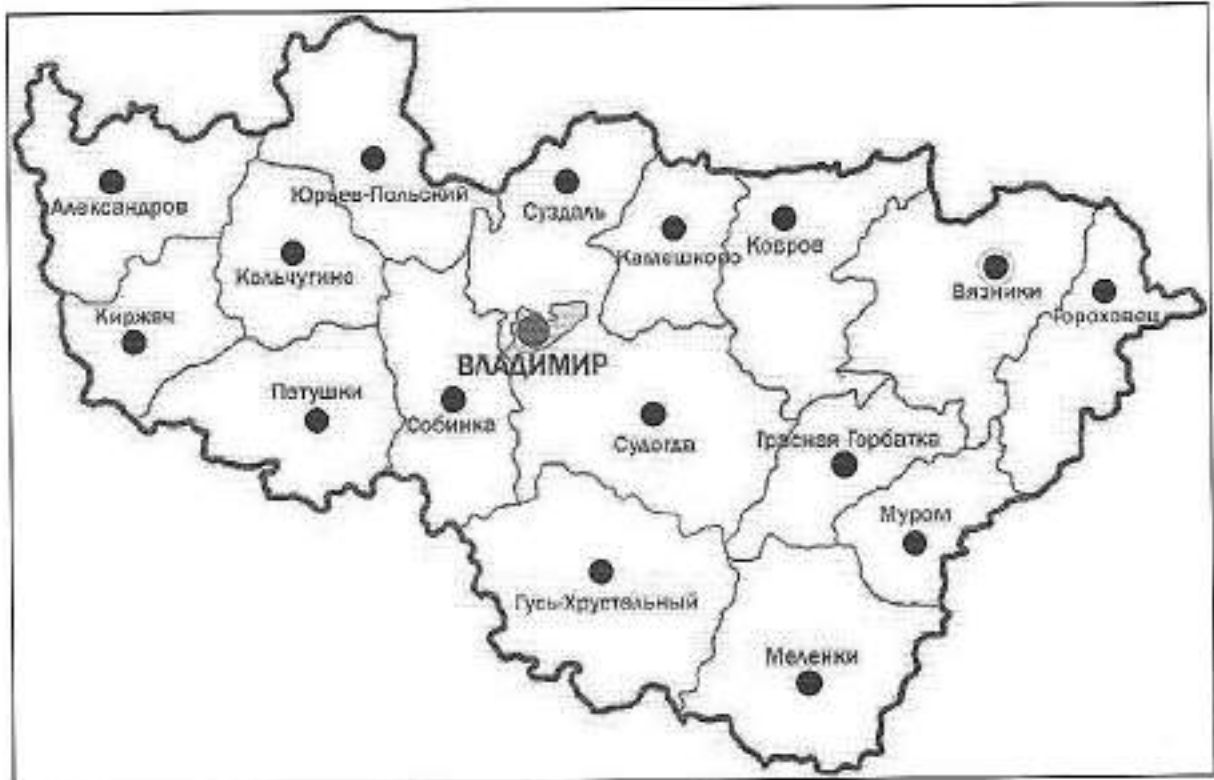 Александров
Юрьев-Польский
Суздаль
Камешково
Ковров
Кольчугино
Вязники
Гороховец
Киржач
ВЛАДИМИР
Петушки
Собинка
Судогда
Красная Горбатка
Муром
Гусь-Хрустальный
Меленки